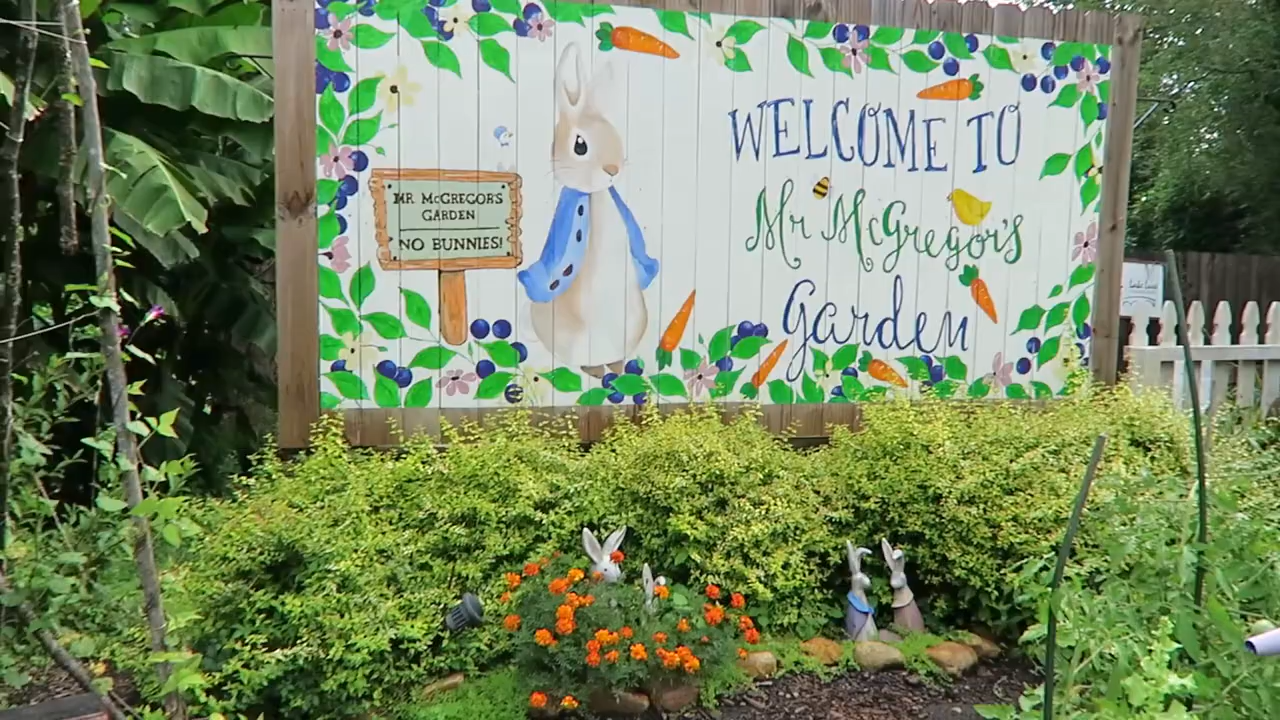 MR McGREGOR'S
GARDEN
NO BUNNIES!
WELCOME TO
Mr McGregor's
Garden